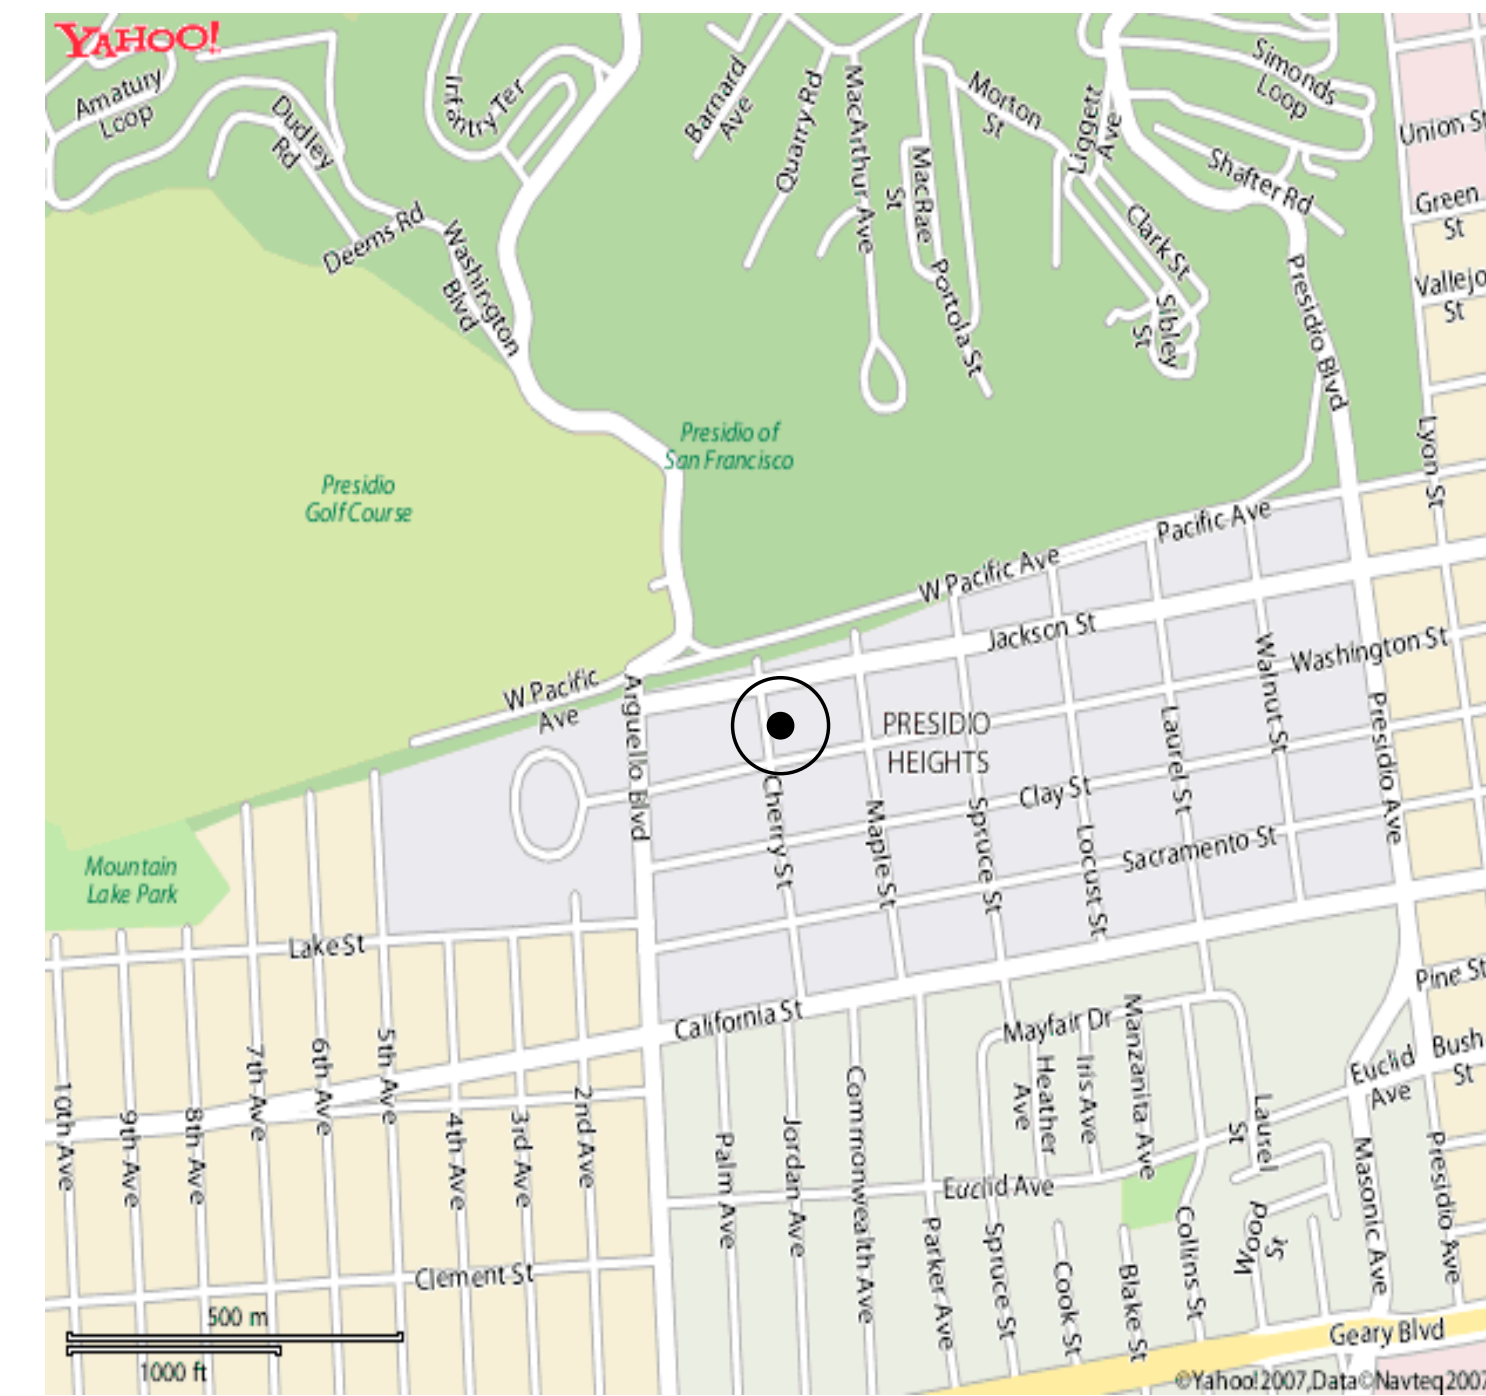 YAHOO!
Amatury
Loop
Dudley
Rd
Infantry Ter
Barnard
Ave
Quarry Rd
MacArthur Ave
MacRae
St
Morton
St
Liggett
Ave
Simonds
Loop
Union St
Shafter Rd
Green
St
Clark St
Deems Rd
Washington
Blvd
Portola St
Sibley
St
Presidio Blvd
Vallejo
St
Presidio of
San Francisco
Lyon St
Presidio
Golf Course
Pacific Ave
W Pacific Ave
Jackson St
Washington St
Walnut St
W Pacific
Ave
Arguello Blvd
PRESIDIO
HEIGHTS
Laurel St
Presidio Ave
Clay St
Cherry St
Maple St
Spruce St
Locust St
Sacramento St
Mountain
Lake Park
Lake St
California St
Pine St
Mayfair Dr
Manzanita Ave
Heather
Ave
Iris Ave
Euclid
Ave
Bush
St
10th Ave
9th Ave
8th Ave
7th Ave
6th Ave
5th Ave
4th Ave
3rd Ave
2nd Ave
Palm Ave
Jordan Ave
Commonwealth Ave
Laurel
St
Euclid Ave
Masonic Ave
Presidio Ave
Parker Ave
Spruce St
Cook St
Blake St
Collins St
Wood
St
Clement St
500 m
1000 ft
Geary Blvd
©Yahoo! 2007, Data©Navteq 2007